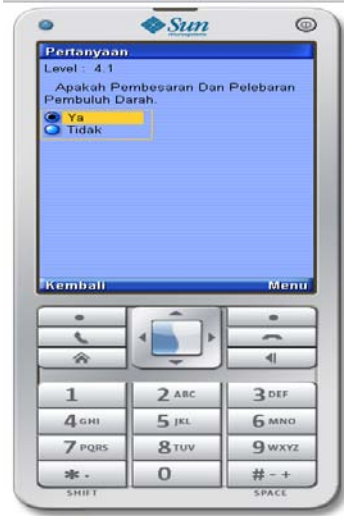 Sun
Microsystems
Pertanyaan
Level : 4.1
Apakah Pembesaran Dan Pelebaran
Pembuluh Darah.
Ya
Tidak
Kembali
Menu
1
2 ABC
3 DEF
4 GHI
5 JKL
6 MNO
7 PQRS
8 TUV
9 WXYZ
* .
0
# - +
SHIFT
SPACE